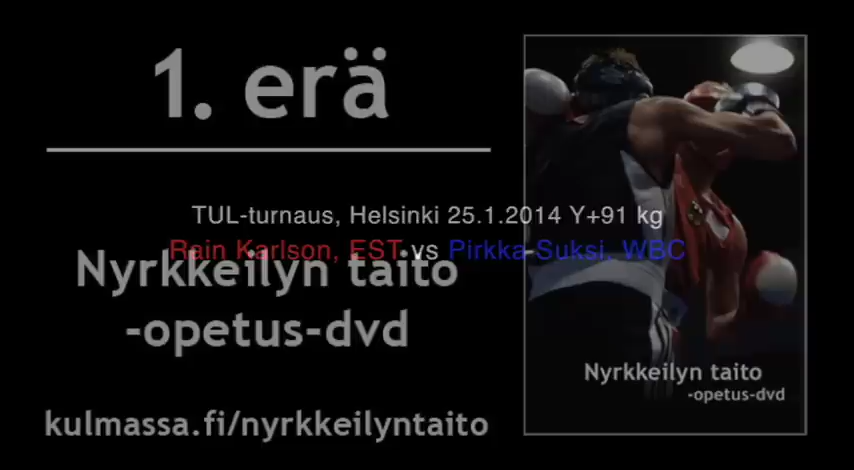 1. erä
TUL-turnaus, Helsinki 25.1.2014 Y+91 kg
Rain Karlson, EST vs Pirkka Suksi, WBC
Nyrkkeilyn taito
-opetus-dvd
kulmassa.fi/nyrkkeilyntaito
Nyrkkeilyn taito
-opetus-dvd